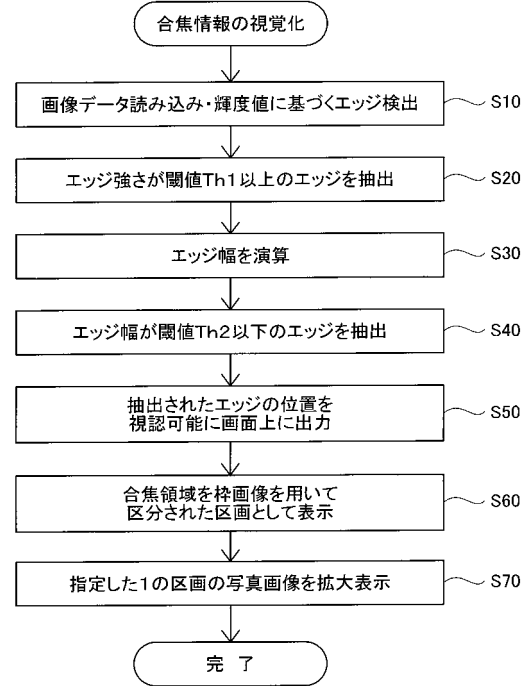 合焦情報の視覚化
画像データ読み込み・輝度値に基づくエッジ検出
S10
エッジ強さが閾値Th1以上のエッジを抽出
S20
エッジ幅を演算
S30
エッジ幅が閾値Th2以下のエッジを抽出
S40
抽出されたエッジの位置を
視認可能に画面上に出力
S50
合焦領域を枠画像を用いて
区分された区画として表示
S60
指定した1の区画の写真画像を拡大表示
S70
完 了